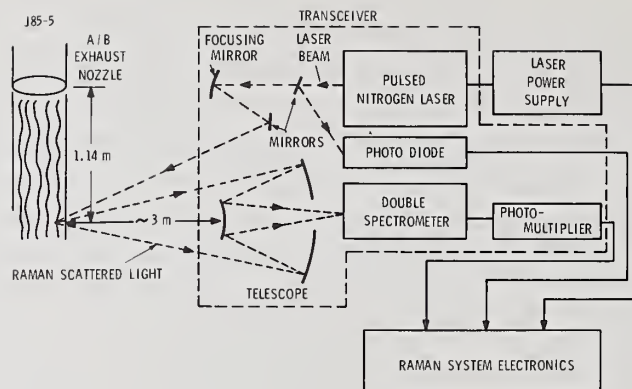 J85-5
TRANSCEIVER
A/B
EXHAUST
NOZZLE
FOCUSING
MIRROR
LASER
BEAM
PULSED
NITROGEN LASER
LASER
POWER
SUPPLY
1.14 m
MIRRORS
PHOTO DIODE
~ 3 m
DOUBLE
SPECTROMETER
PHOTO-
MULTIPLIER
RAMAN SCATTERED LIGHT
TELESCOPE
RAMAN SYSTEM ELECTRONICS